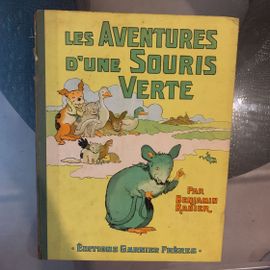 LES AVENTURES
D'UNE SOURIS
VERTE
PAR
BENJAMIN
RABIER
·ÉDITIONS GARNIER FRÈRES·